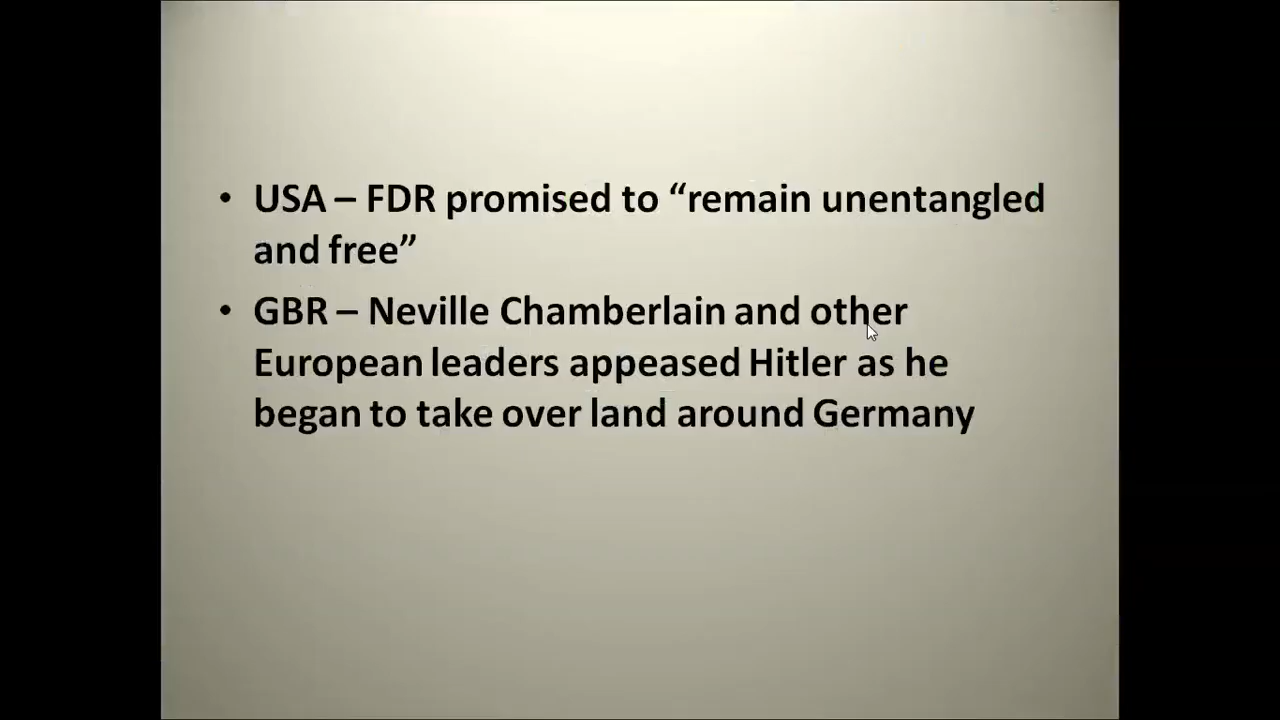 • USA – FDR promised to “remain unentangled
and free”
• GBR – Neville Chamberlain and other
European leaders appeased Hitler as he
began to take over land around Germany